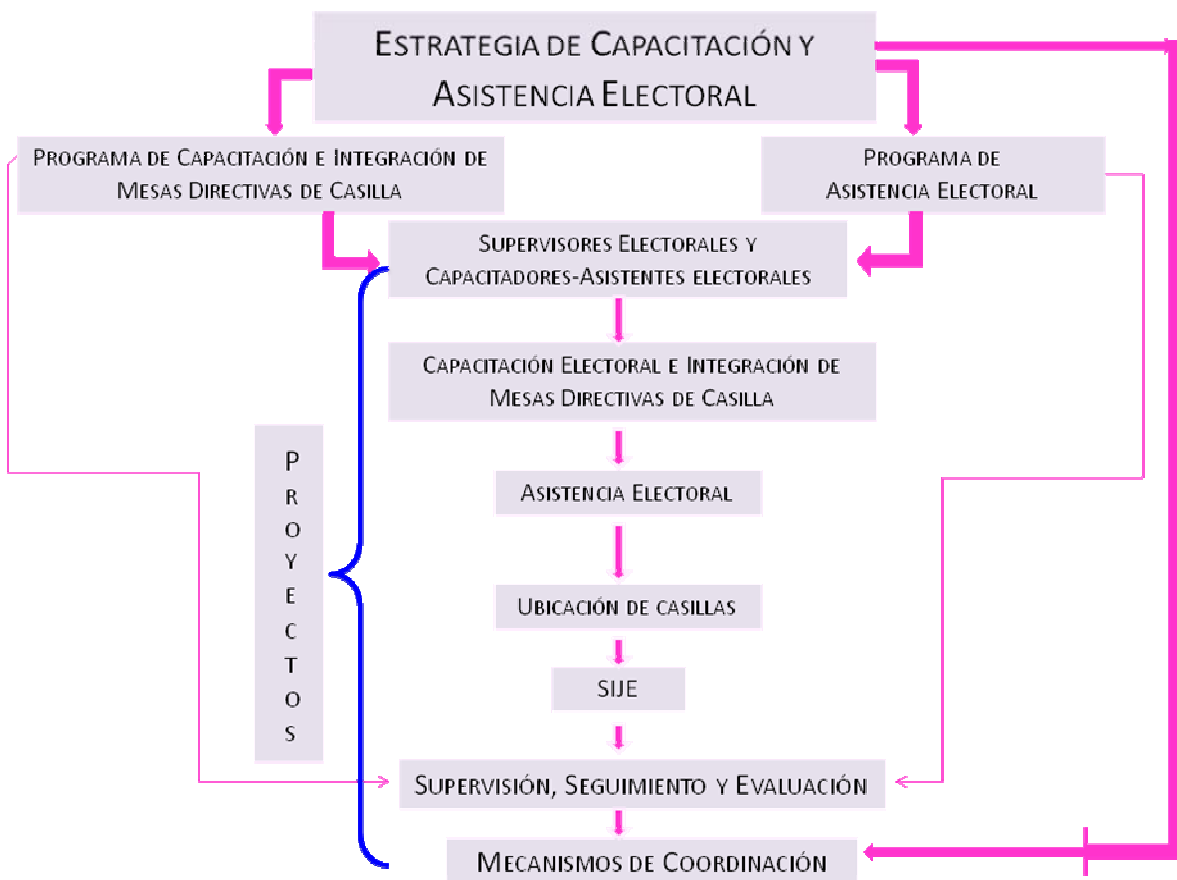 ESTRATEGIA DE CAPACITACIÓN Y
ASISTENCIA ELECTORAL
PROGRAMA DE CAPACITACIÓN E INTEGRACIÓN DE
MESAS DIRECTIVAS DE CASILLA
PROGRAMA DE
ASISTENCIA ELECTORAL
SUPERVISORES ELECTORALES Y
CAPACITADORES-ASISTENTES ELECTORALES
CAPACITACIÓN ELECTORAL E INTEGRACIÓN DE
MESAS DIRECTIVAS DE CASILLA
PROYECTOS
ASISTENCIA ELECTORAL
UBICACIÓN DE CASILLAS
SIJE
SUPERVISIÓN, SEGUIMIENTO Y EVALUACIÓN
MECANISMOS DE COORDINACIÓN